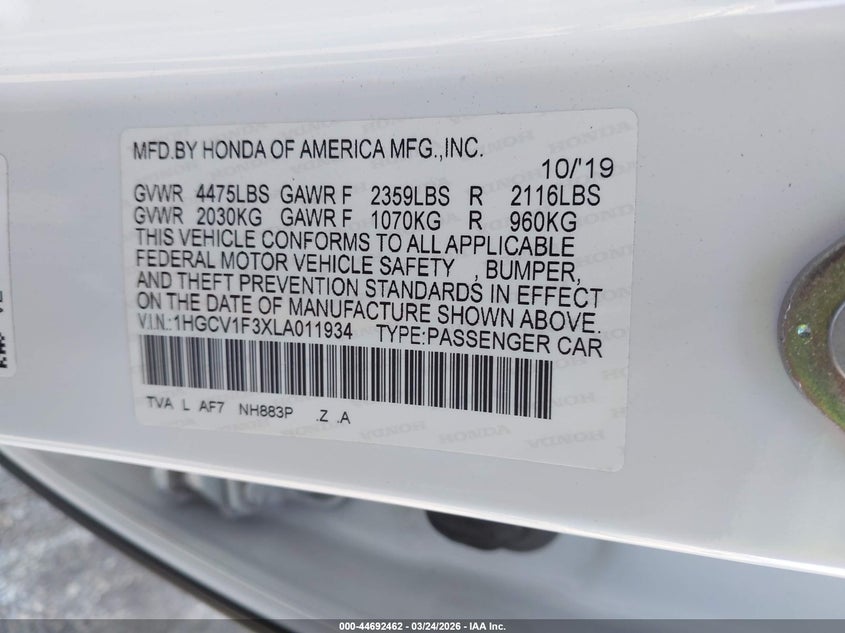 MFD.BY HONDA OF AMERICA MFG.,INC.
10/'19
GVWR 4475LBS GAWR F 2359LBS R 2116LBS
GVWR 2030KG GAWR F 1070KG R 960KG
THIS VEHICLE CONFORMS TO ALL APPLICABLE
FEDERAL MOTOR VEHICLE SAFETY , BUMPER,
AND THEFT PREVENTION STANDARDS IN EFFECT
ON THE DATE OF MANUFACTURE SHOWN ABOVE.
V.I.N.:1HGCV1F3XLA011934 TYPE:PASSENGER CAR
TVA L AF7 NH883P .Z .A
HONDA HONDA HONDA
000-44692462 - 03/24/2026 - IAA Inc.